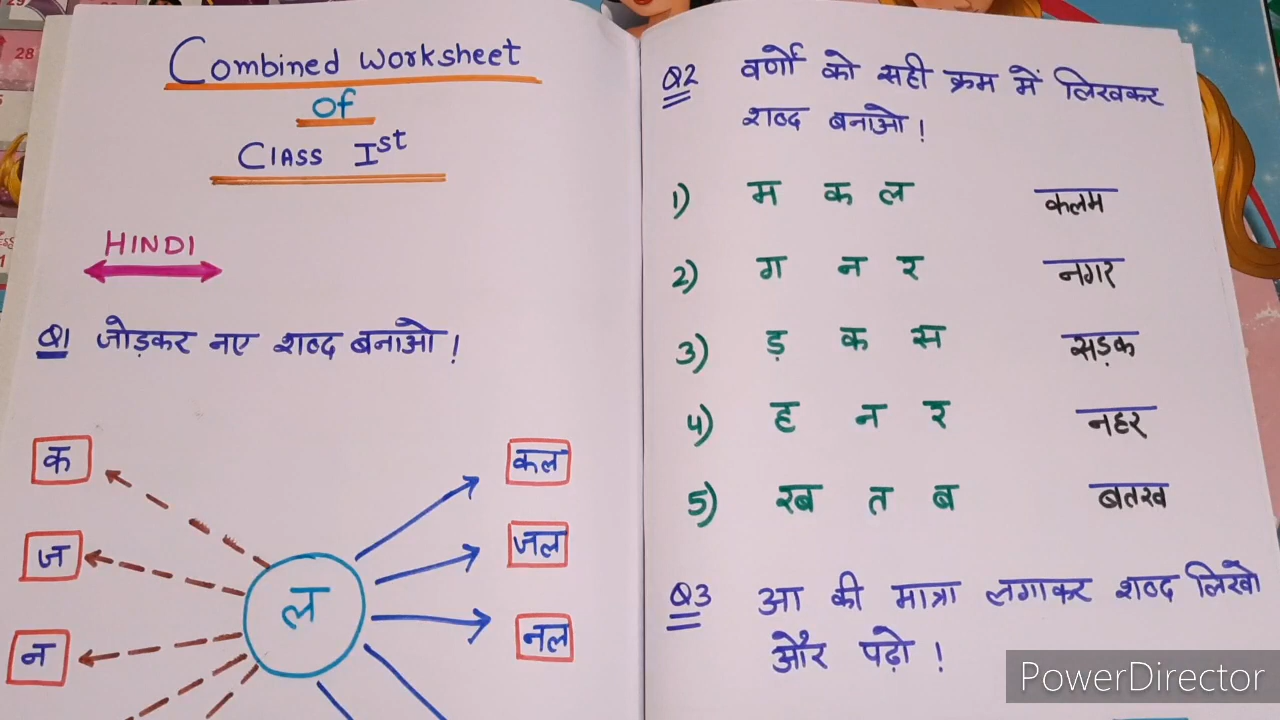 Combined Worksheet
Of
Class Ist
HINDI
Q1 जोड़कर नए शब्द बनाओ!
क
ज
न
ल
कल
जल
नल
Q2 वर्णों को सही क्रम में लिखकर
शब्द बनाओ!
1) म क ल कलम
2) ग न र नगर
3) ड़ क स सड़क
4) ह न र नहर
5) ख त ब बतख
Q3 आ की मात्रा लगाकर शब्द लिखो
और पढ़ो!
28
PowerDirector